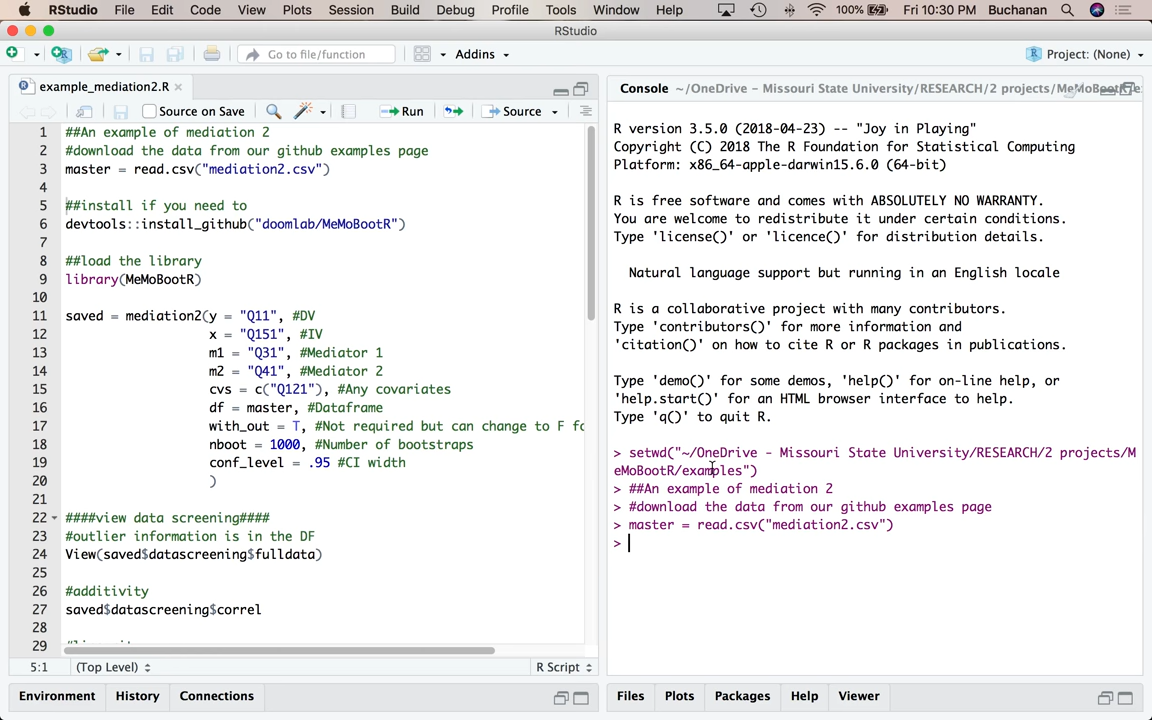 RStudio File Edit Code View Plots Session Build Debug Profile Tools Window Help 100% Fri 10:30 PM Buchanan
RStudio
Go to file/function Addins Project: (None)
example_mediation2.R
Source on Save Run Source
1 ##An example of mediation 2
2 #download the data from our github examples page
3 master = read.csv("mediation2.csv")
4
5 ##install if you need to
6 devtools::install_github("doomlab/MeMoBootR")
7
8 ##load the library
9 library(MeMoBootR)
10
11 saved = mediation2(y = "Q11", #DV
12 x = "Q151", #IV
13 m1 = "Q31", #Mediator 1
14 m2 = "Q41", #Mediator 2
15 cvs = c("Q121"), #Any covariates
16 df = master, #Dataframe
17 with_out = T, #Not required but can change to F fo
18 nboot = 1000, #Number of bootstraps
19 conf_level = .95 #CI width
20 )
21
22 ####view data screening####
23 #outlier information is in the DF
24 View(saved$datascreening$fulldata)
25
26 #additivity
27 saved$datascreening$correl
28
29
5:1 (Top Level) R Script
Environment History Connections
Console ~/OneDrive - Missouri State University/RESEARCH/2 projects/MeMoBootR/
R version 3.5.0 (2018-04-23) -- "Joy in Playing"
Copyright (C) 2018 The R Foundation for Statistical Computing
Platform: x86_64-apple-darwin15.6.0 (64-bit)
R is free software and comes with ABSOLUTELY NO WARRANTY.
You are welcome to redistribute it under certain conditions.
Type 'license()' or 'licence()' for distribution details.
Natural language support but running in an English locale
R is a collaborative project with many contributors.
Type 'contributors()' for more information and
'citation()' on how to cite R or R packages in publications.
Type 'demo()' for some demos, 'help()' for on-line help, or
'help.start()' for an HTML browser interface to help.
Type 'q()' to quit R.
> setwd("~/OneDrive - Missouri State University/RESEARCH/2 projects/M
eMoBootR/examples")
> ##An example of mediation 2
> #download the data from our github examples page
> master = read.csv("mediation2.csv")
>
Files Plots Packages Help Viewer